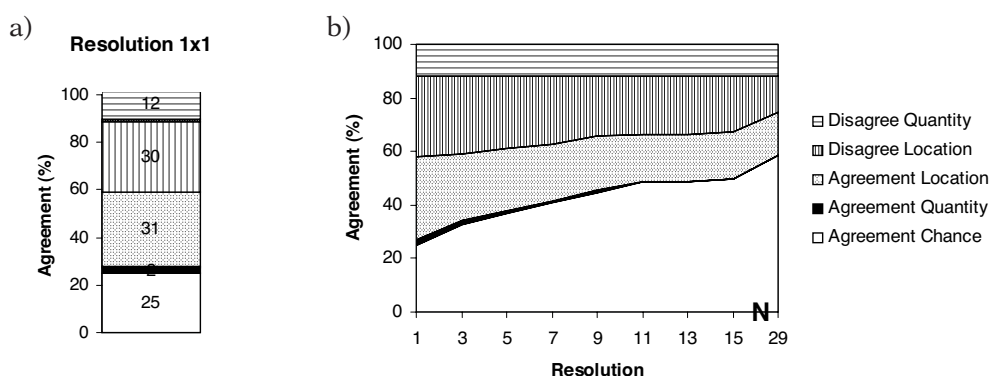 a)
Resolution 1x1
Agreement (%)
100
80
60
40
20
0
12
30
31
2
25
b)
Agreement (%)
100
80
60
40
20
0
N
1 3 5 7 9 11 13 15 29
Resolution
Disagree Quantity
Disagree Location
Agreement Location
Agreement Quantity
Agreement Chance